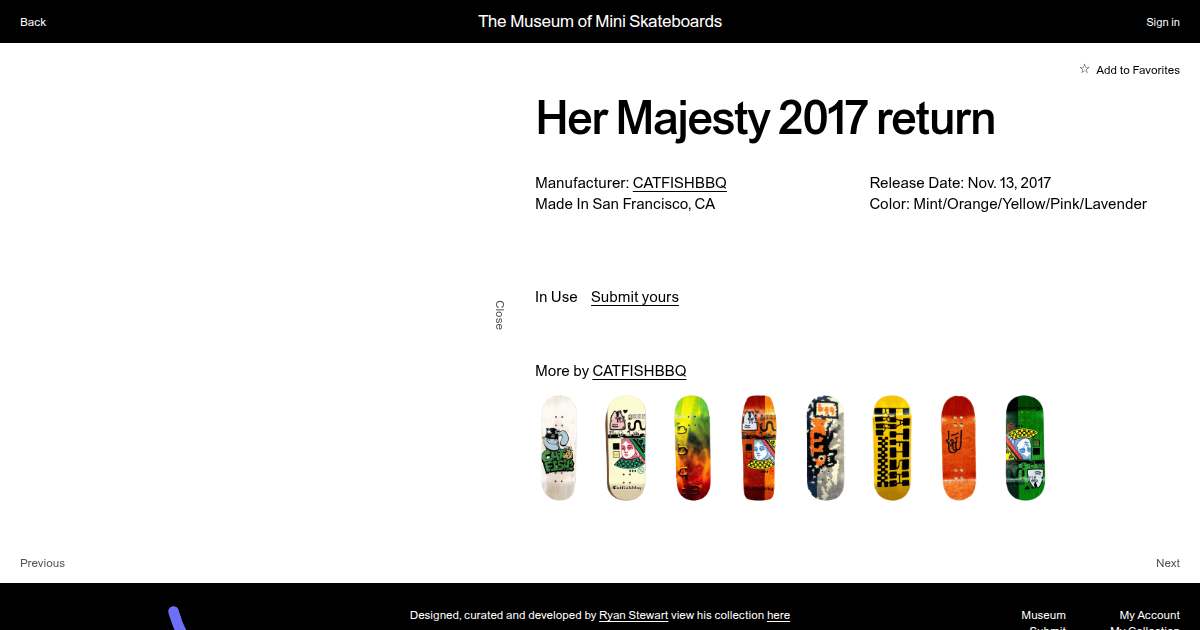 Back
The Museum of Mini Skateboards
Sign in
☆ Add to Favorites
Her Majesty 2017 return
Manufacturer: CATFISHBBQ
Made In San Francisco, CA
Release Date: Nov. 13, 2017
Color: Mint/Orange/Yellow/Pink/Lavender
In Use Submit yours
Close
More by CATFISHBBQ
Previous
Next
Designed, curated and developed by Ryan Stewart view his collection here
Museum
My Account
Submit
My Collection